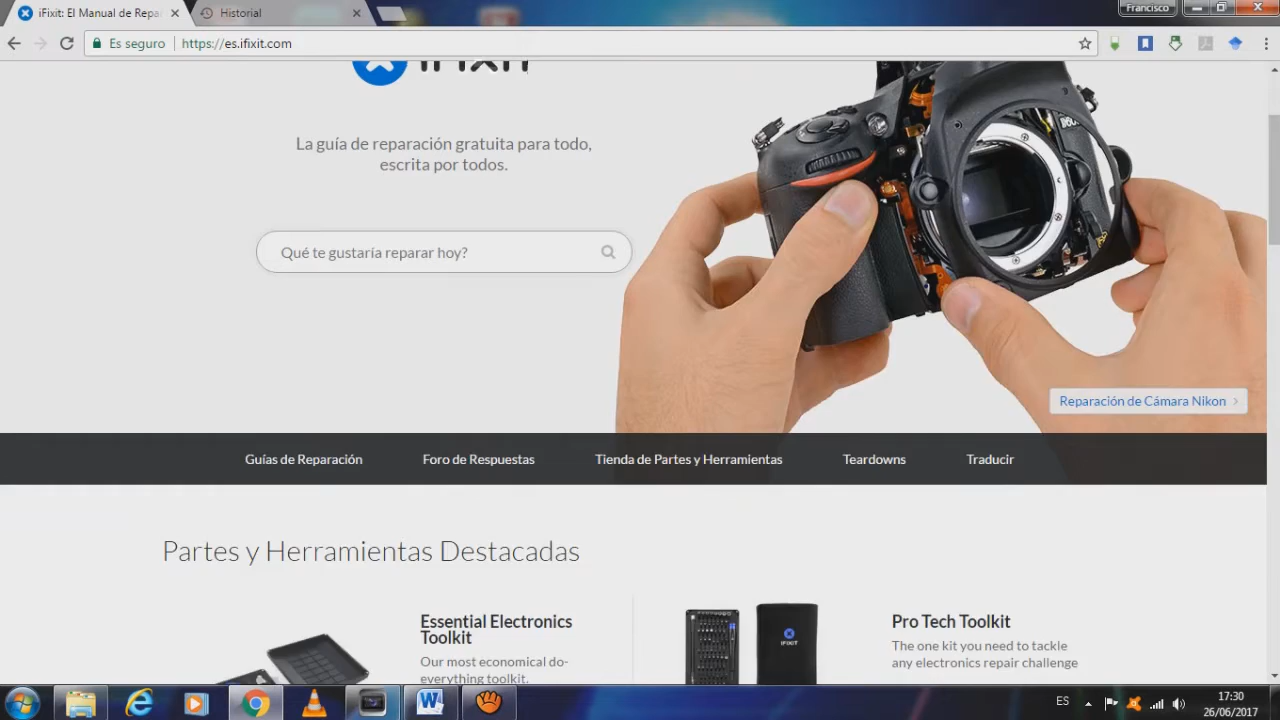 iFixit: El Manual de Repa
Historial
Francisco
Es seguro
https://es.ifixit.com
iFixit
La guía de reparación gratuita para todo,
escrita por todos.
Qué te gustaría reparar hoy?
Reparación de Cámara Nikon
Guías de Reparación
Foro de Respuestas
Tienda de Partes y Herramientas
Teardowns
Traducir
Partes y Herramientas Destacadas
Essential Electronics
Toolkit
Our most economical do-
everything toolkit.
IFIXIT
Pro Tech Toolkit
The one kit you need to tackle
any electronics repair challenge
ES
17:30
26/06/2017